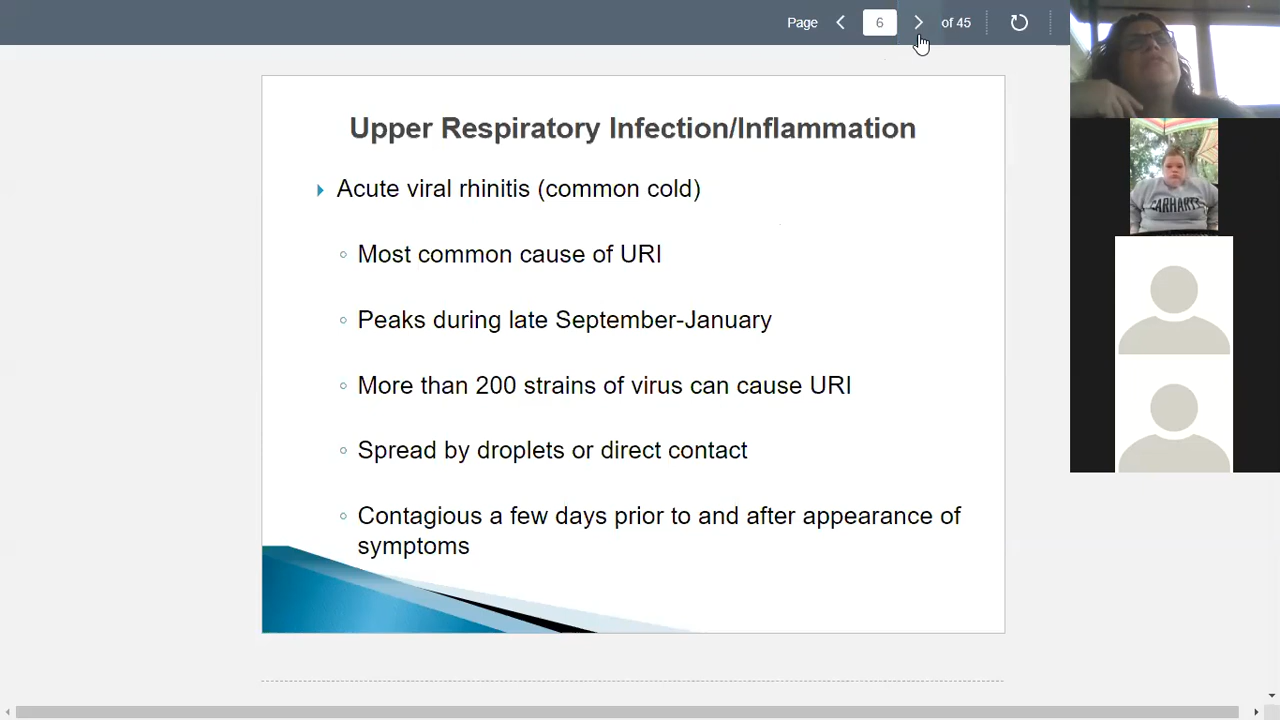 Page 6 of 45
Upper Respiratory Infection/Inflammation
Acute viral rhinitis (common cold)
Most common cause of URI
Peaks during late September-January
More than 200 strains of virus can cause URI
Spread by droplets or direct contact
Contagious a few days prior to and after appearance of
symptoms
CARHARTT